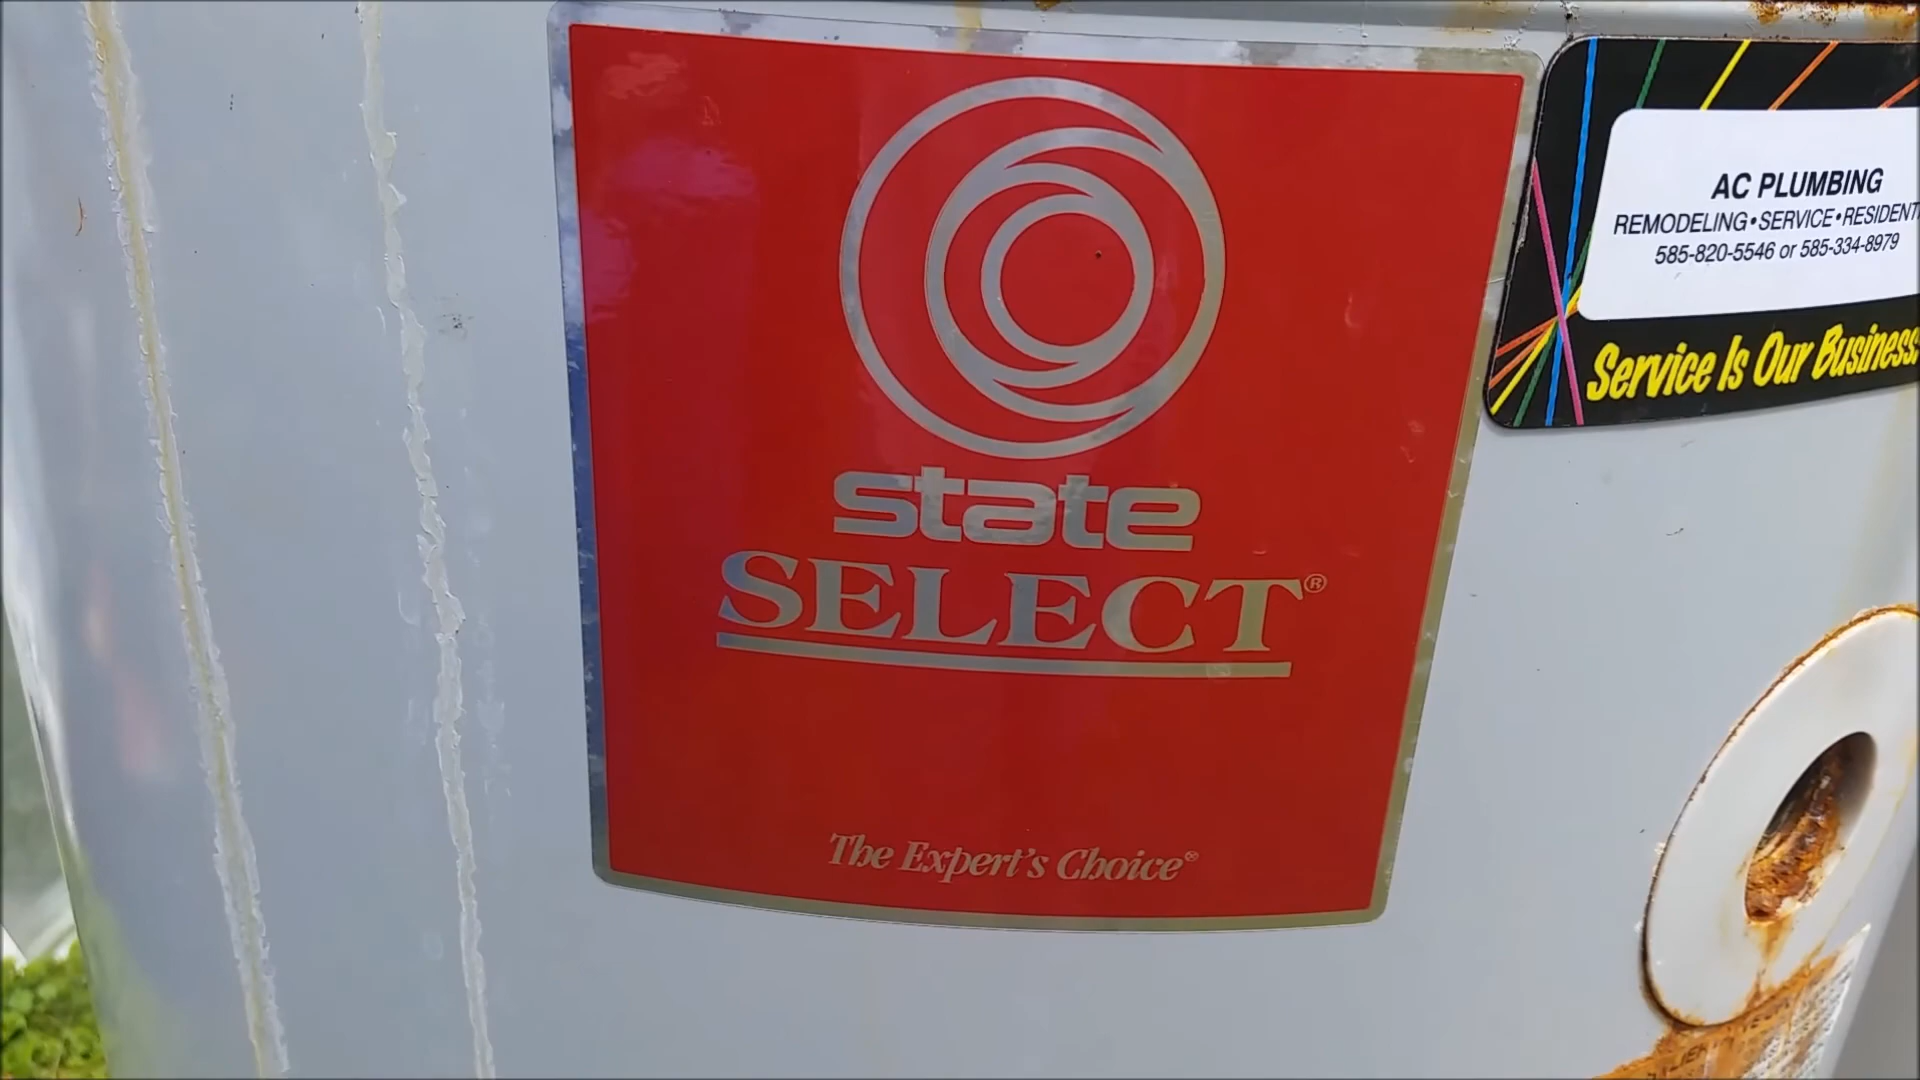 state
SELECT®
The Expert's Choice®
AC PLUMBING
REMODELING•SERVICE•RESIDENT
585-820-5546 or 585-334-8979
Service Is Our Business